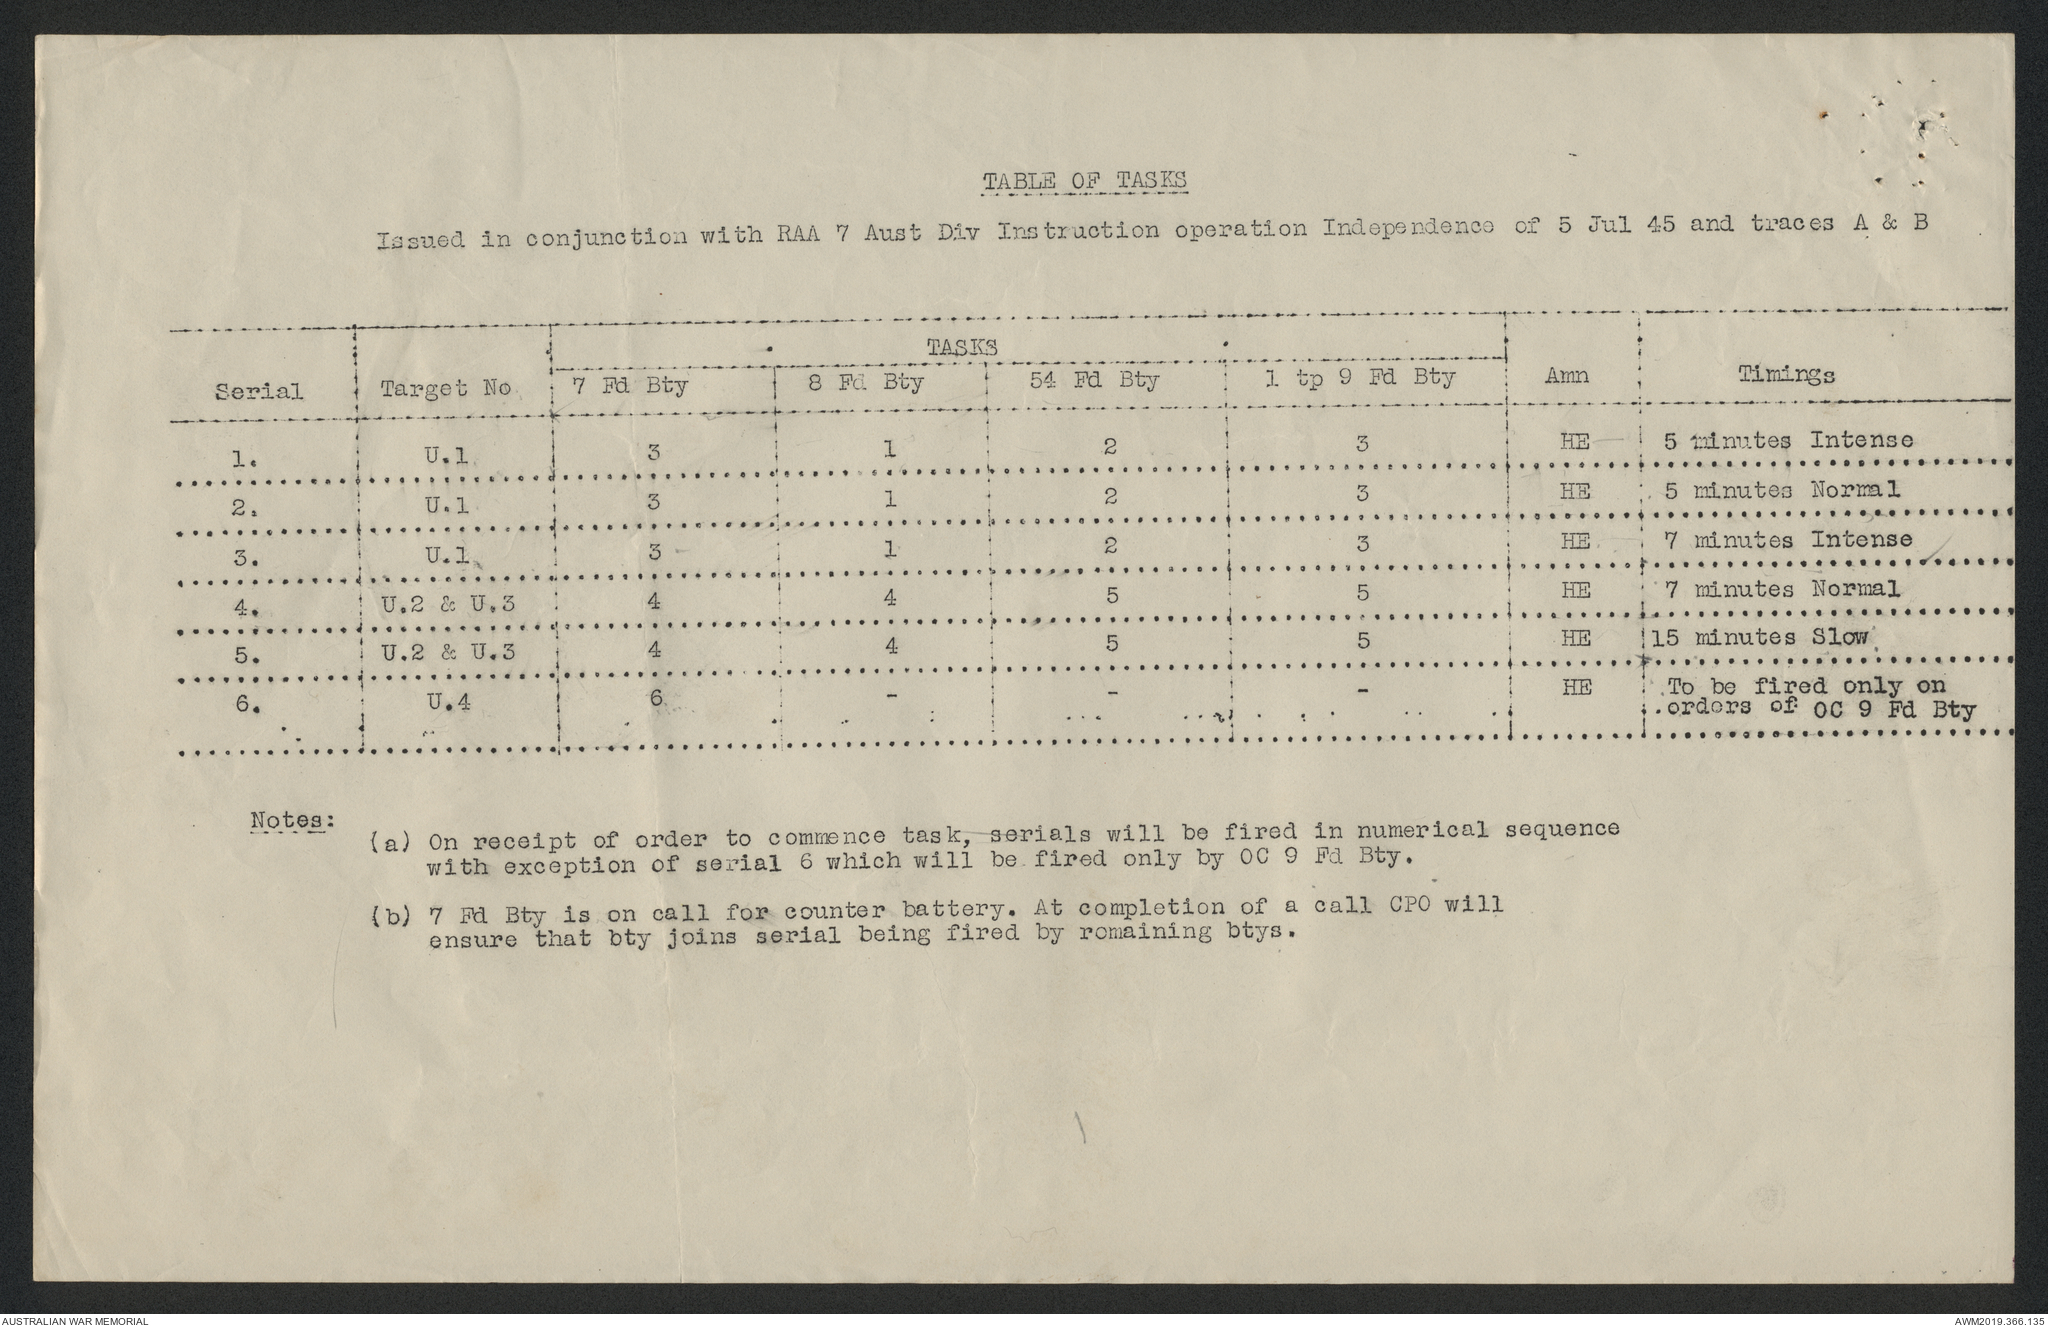 TABLE OF TASKS
Issued in conjunction with RAA 7 Aust Div Instruction operation Independence of 5 Jul 45 and traces A & B
TASKS
Serial Target No 7 Fd Bty 8 Fd Bty 54 Fd Bty 1 tp 9 Fd Bty Amn Timings
1. U.1 3 1 2 3 HE 5 minutes Intense
2. U.1 3 1 2 3 HE 5 minutes Normal
3. U.1 3 1 2 3 HE 7 minutes Intense
4. U.2 & U.3 4 4 5 5 HE 7 minutes Normal
5. U.2 & U.3 4 4 5 5 HE 15 minutes Slow
6. U.4 6 - - - HE To be fired only on
orders of OC 9 Fd Bty
Notes:
(a) On receipt of order to commence task, serials will be fired in numerical sequence
with exception of serial 6 which will be fired only by OC 9 Fd Bty.
(b) 7 Fd Bty is on call for counter battery. At completion of a call CPO will
ensure that bty joins serial being fired by romaining btys.
AUSTRALIAN WAR MEMORIAL
AWM2019.366.135